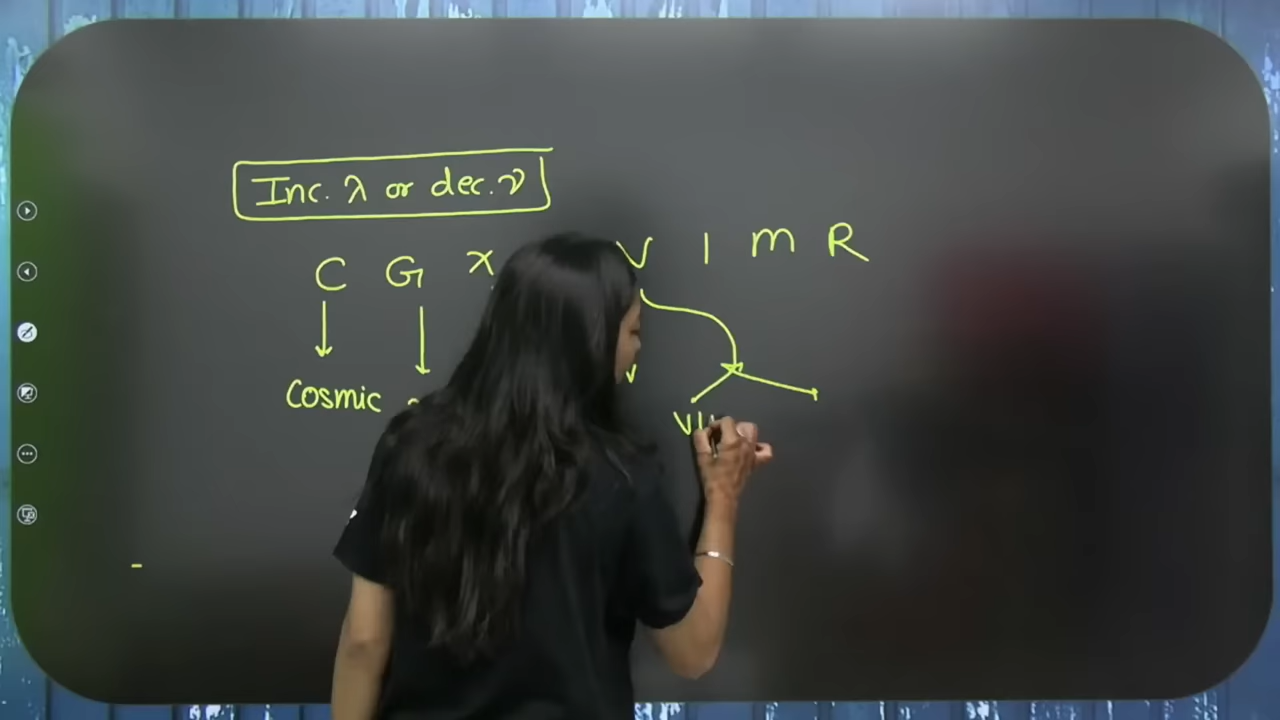 Inc. λ or dec. ν
C G X V I M R
Cosmic